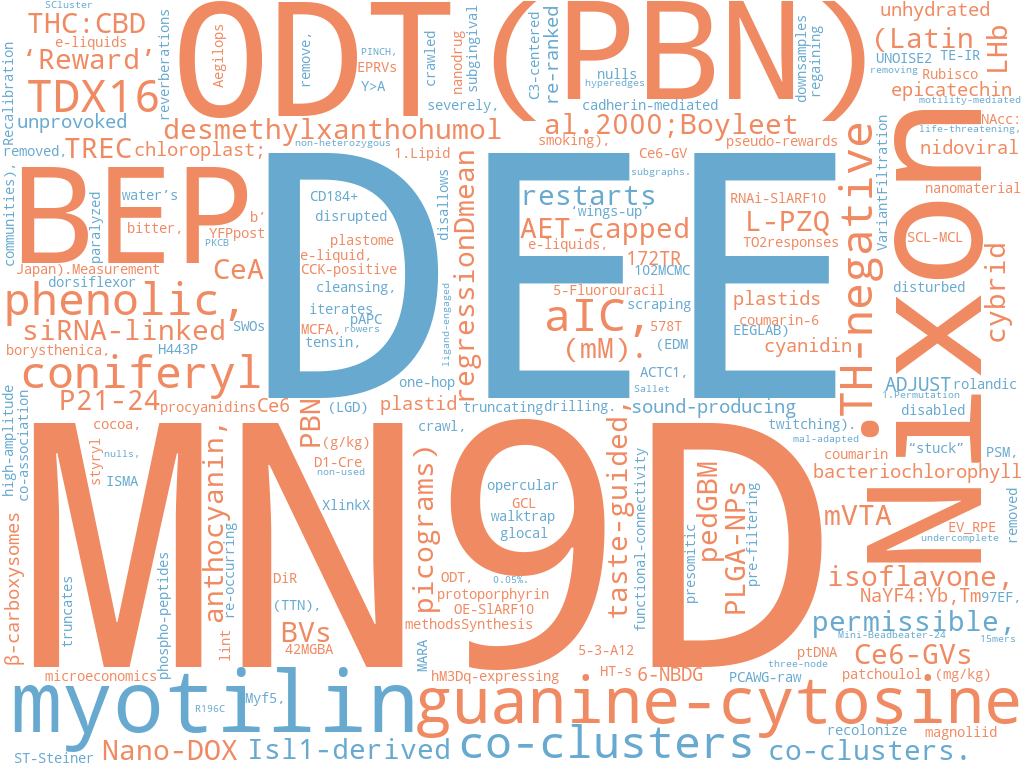 SCluster
THC:CBD
e-liquids
‘Reward’
TDX16
unprovoked
removed,
TREC
chloroplast;
Recalibration
reverberations
ODT
Aegilops
remove,
PINCH,
EPRVs
Y>A
crawled
nanodrug
subgingival
severely,
(PBN)
C3-centered
re-ranked
nulls
hyperedges
cadherin-mediated
downsamples
regaining
unhydrated
(Latin
LHb
UNOISE2
TE-IR
removing
Rubisco
epicatechin
motility-mediated
NAcc:
life-threatening,
nidoviral
nanomaterial
desmethylxanthohumol
non-heterozygous
1.Lipid
al.2000;Boyleet
smoking),
Ce6-GV
pseudo-rewards
subgraphs.
BEP
communities),
paralyzed
water’s
bitter,
b‘
YFPpost
PKCB
Japan).Measurement
dorsiflexor
CeA
DEE
CD184+
disrupted
plastome
e-liquid,
CCK-positive
cleansing,
iterates
pAPC
MCFA,
rowers
tensin,
disallows
ligand-engaged
regressionDmean
restarts
‘wings-up’
AET-capped
e-liquids,
172TR
102MCMC
5-Fluorouracil
scraping
aIC,
578T
(mM).
(EDM
ACTC1,
Sallet
RNAi-SlARF10
L-PZQ
TO2responses
plastids
coumarin-6
EEGLAB)
cyanidin
TH-negative
VariantFiltration
Nixon
SCL-MCL
disturbed
cybrid
phenolic,
siRNA-linked
SWOs
borysthenica,
H443P
coniferyl
P21-24
procyanidins
Ce6
one-hop
(LGD)
plastid
truncating
drilling.
sound-producing
ADJUST
rolandic
1.Permutation
disabled
twitching).
mal-adapted
“stuck”
PSM,
coumarin
bacteriochlorophyll
high-amplitude
co-association
cocoa,
styryl
nulls,
ISMA
PBN
(g/kg)
D1-Cre
non-used
XlinkX
crawl,
MN9D
anthocyanin,
re-occurring
picograms)
opercular
GCL
walktrap
glocal
taste-guided,
functional-connectivity
pedGBM
PLGA-NPs
pre-filtering
presomitic
mVTA
EV_RPE
undercomplete
removed
β-carboxysomes
truncates
phospho-peptides
DiR
(TTN),
lint
BVs
42MGBA
ODT,
0.05%.
protoporphyrin
OE-SlARF10
methodsSynthesis
MARA
isoflavone,
NaYF4:Yb,Tm
97EF,
permissible,
Mini-Beadbeater-24
15mers
5-3-A12
ptDNA
three-node
Ce6-GVs
microeconomics
hM3Dq-expressing
HT-s
6-NBDG
PCAWG-raw
patchoulol
(mg/kg)
myotilin
R196C
Myf5,
guanine-cytosine
ST-Steiner
Nano-DOX
Isl1-derived
co-clusters
recolonize
magnoliid
co-clusters.